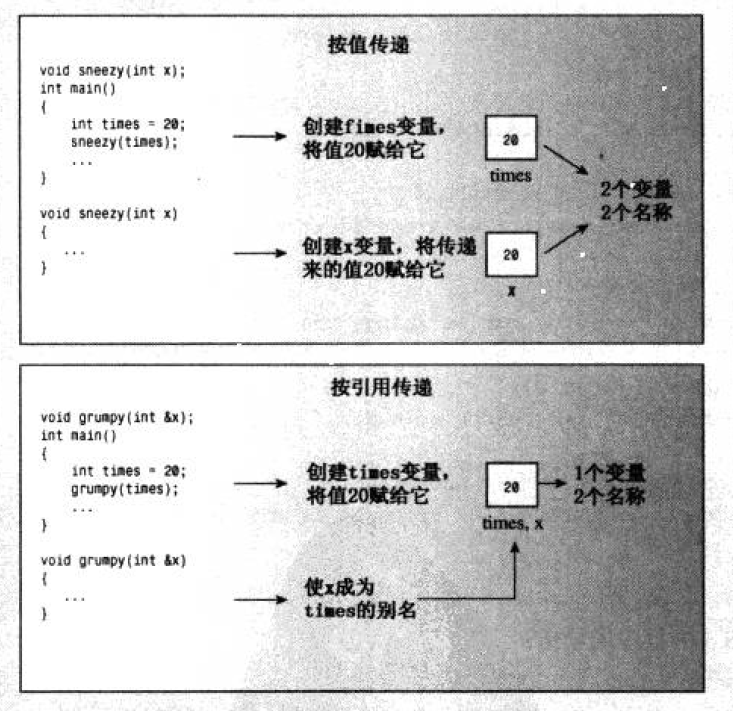 按值传递
void sneezy(int x);
int main()
{
int times = 20;
sneezy(times);
...
}
void sneezy(int x)
{
...
}
创建fimes变量，
将值20赋给它
20
times
2个变量
2个名称
创建x变量，将传递
来的值20赋给它
20
x
按引用传递
void grumpy(int &x);
int main()
{
int times = 20;
grumpy(times);
...
}
void grumpy(int &x)
{
...
}
创建times变量，
将值20赋给它
20
times, x
1个变量
2个名称
使x成为
times的别名